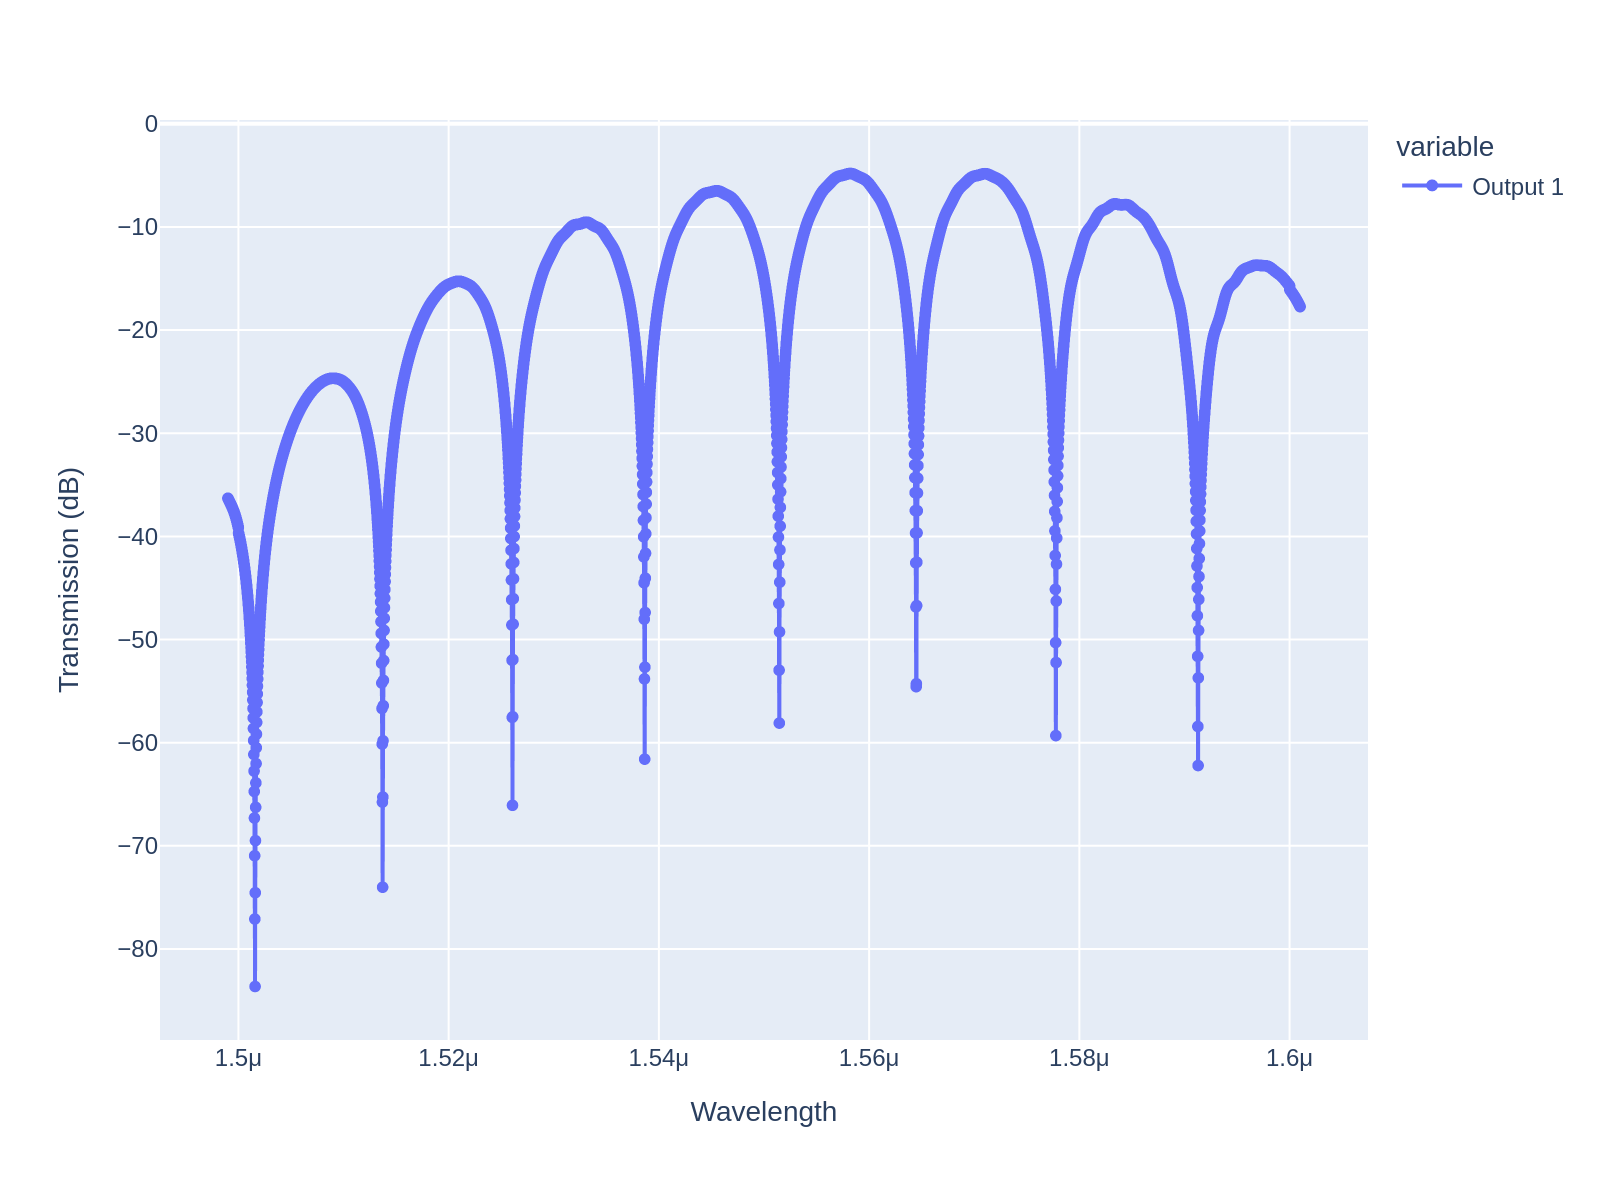 0
−10
−20
−30
−40
−50
−60
−70
−80
Transmission (dB)
1.5μ
1.52μ
1.54μ
1.56μ
1.58μ
1.6μ
Wavelength
variable
Output 1